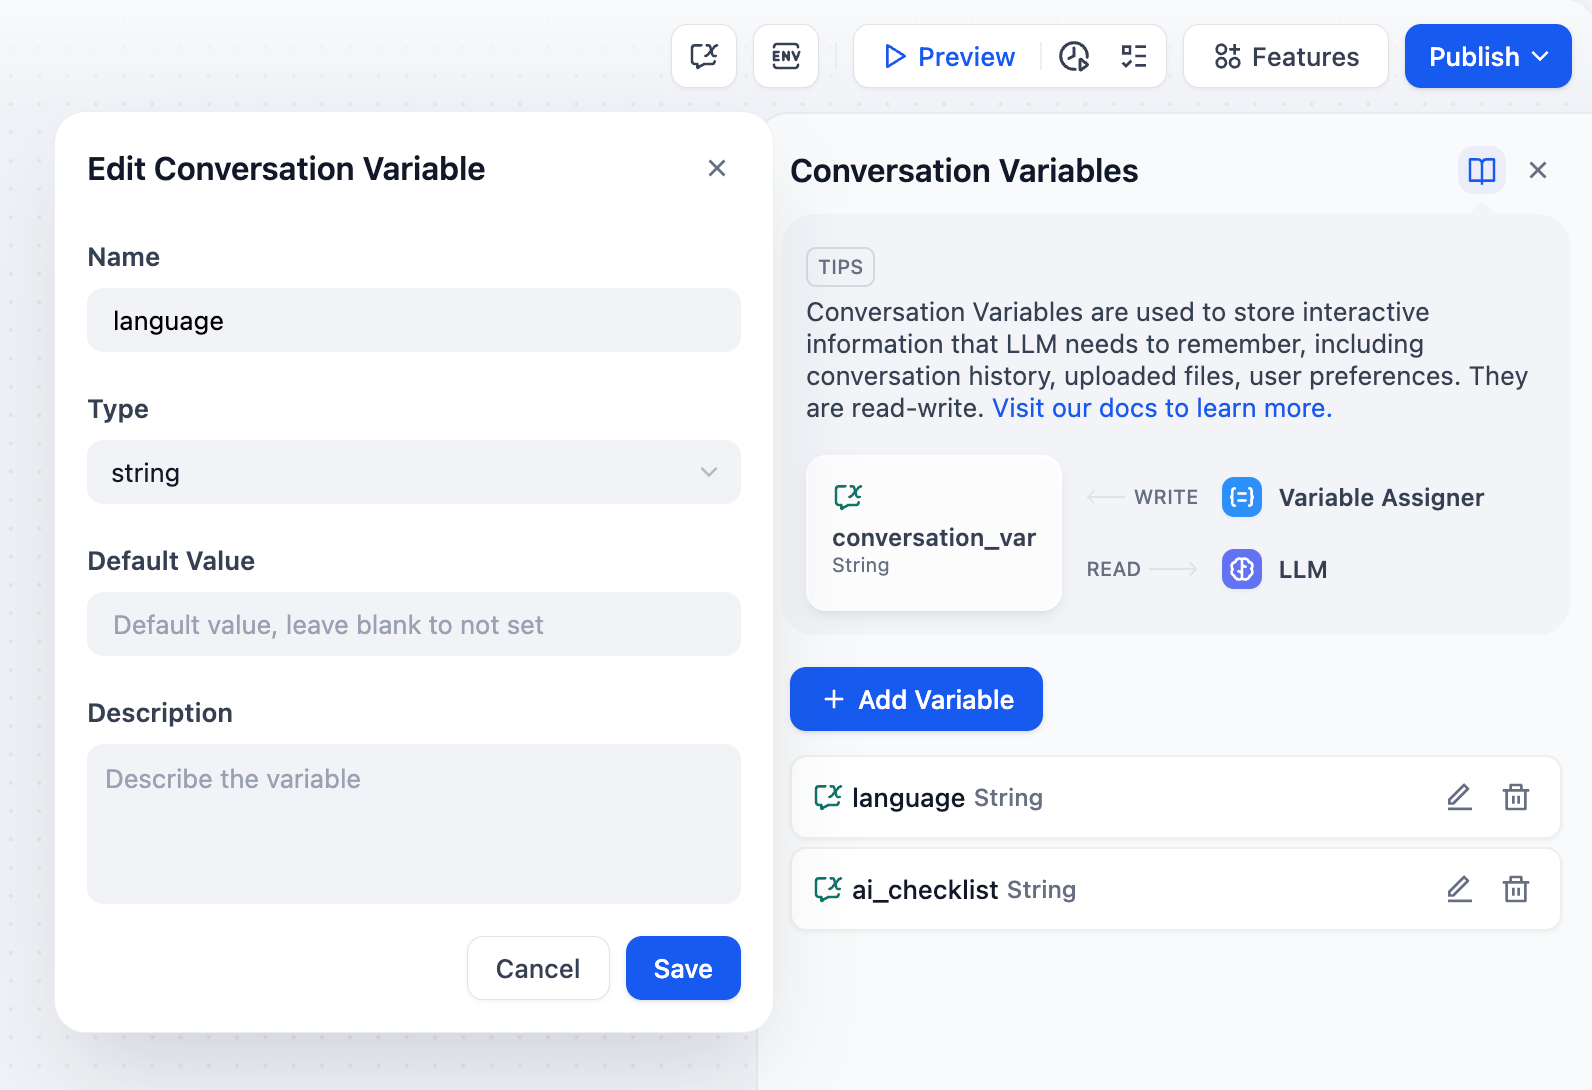 ENV
Preview
Features
Publish
Edit Conversation Variable
Name
language
Type
string
Default Value
Default value, leave blank to not set
Description
Describe the variable
Cancel
Save
Conversation Variables
TIPS
Conversation Variables are used to store interactive
information that LLM needs to remember, including
conversation history, uploaded files, user preferences. They
are read-write. Visit our docs to learn more.
conversation_var
String
WRITE
Variable Assigner
READ
LLM
+ Add Variable
language String
ai_checklist String